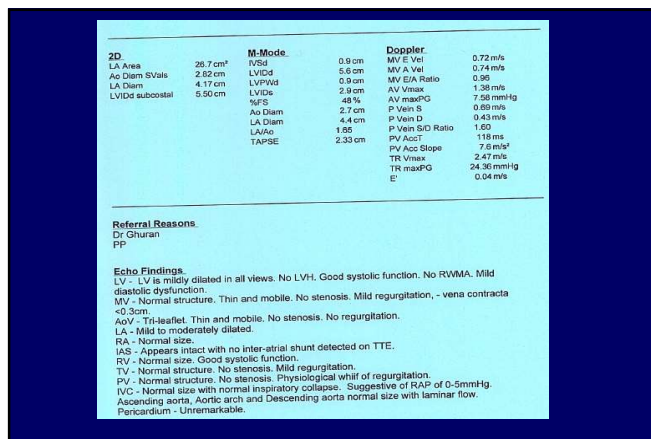 2D
LA Area 26.7 cm²
Ao Diam SVals 2.82 cm
LA Diam 4.17 cm
LVIDd subcostal 5.50 cm
M-Mode
IVSd 0.9 cm
LVIDd 5.6 cm
LVPWd 0.9 cm
LVIDs 2.9 cm
%FS 48 %
Ao Diam 2.7 cm
LA Diam 4.4 cm
LA/Ao 1.65
TAPSE 2.33 cm
Doppler
MV E Vel 0.72 m/s
MV A Vel 0.74 m/s
MV E/A Ratio 0.96
AV Vmax 1.38 m/s
AV maxPG 7.58 mmHg
P Vein S 0.69 m/s
P Vein D 0.43 m/s
P Vein S/D Ratio 1.60
PV AccT 118 ms
PV Acc Slope 7.6 m/s²
TR Vmax 2.47 m/s
TR maxPG 24.36 mmHg
E' 0.04 m/s
Referral Reasons
Dr Ghuran
PP
Echo Findings
LV - LV is mildly dilated in all views. No LVH. Good systolic function. No RWMA. Mild
diastolic dysfunction.
MV - Normal structure. Thin and mobile. No stenosis. Mild regurgitation, - vena contracta
<0.3cm.
AoV - Tri-leaflet. Thin and mobile. No stenosis. No regurgitation.
LA - Mild to moderately dilated.
RA - Normal size.
IAS - Appears intact with no inter-atrial shunt detected on TTE.
RV - Normal size. Good systolic function.
TV - Normal structure. No stenosis. Mild regurgitation.
PV - Normal structure. No stenosis. Physiological whiif of regurgitation.
IVC - Normal size with normal inspiratory collapse. Suggestive of RAP of 0-5mmHg.
Ascending aorta, Aortic arch and Descending aorta normal size with laminar flow.
Pericardium - Unremarkable.